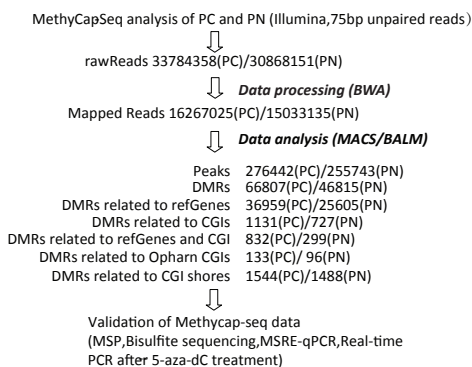 MethyCap-Seq analysis of PC and PN (Illumina,75bp unpaired reads)
rawReads 33784358(PC)/30868151(PN)
Data processing (BWA)
Mapped Reads 16267025(PC)/15033135(PN)
Data analysis (MACS/BALM)
Peaks 276442(PC)/255743(PN)
DMRs 66807(PC)/46815(PN)
DMRs related to refGenes 36959(PC)/25605(PN)
DMRs related to CGIs 1131(PC)/727(PN)
DMRs related to refGenes and CGI 832(PC)/299(PN)
DMRs related to Opharn CGIs 133(PC)/ 96(PN)
DMRs related to CGI shores 1544(PC)/1488(PN)
Validation of Methycap-seq data
(MSP,Bisulfite sequencing,MSRE-qPCR,Real-time
PCR after 5-aza-dC treatment)